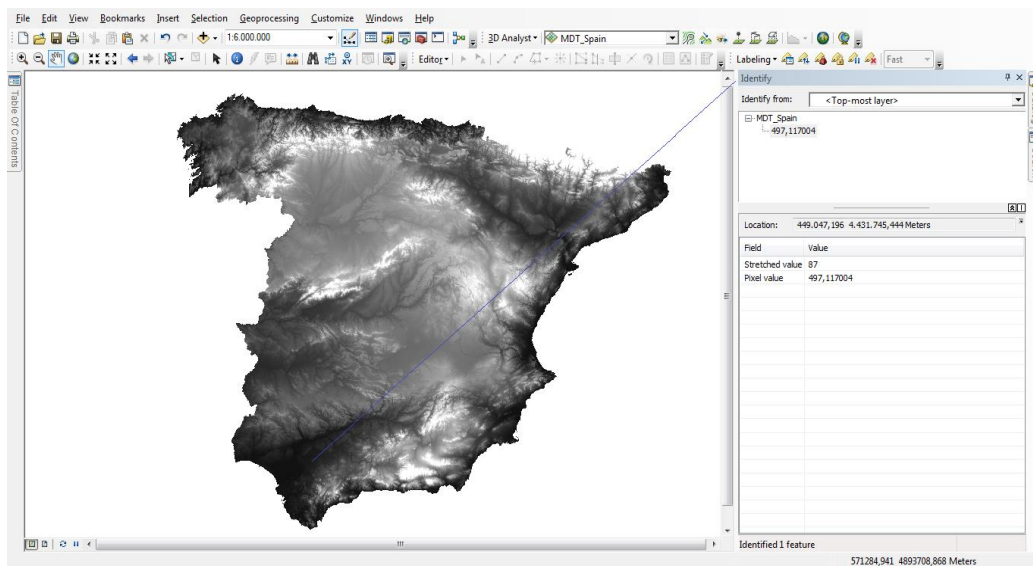 File Edit View Bookmarks Insert Selection Geoprocessing Customize Windows Help
1:6.000.000 3D Analyst MDT_Spain
Editor Labeling Fast
Table Of Contents
Identify
Identify from: <Top-most layer>
MDT_Spain
497,117004
Location: 449.047,196 4.431.745,444 Meters
Field Value
Stretched value 87
Pixel value 497,117004
Identified 1 feature
571284,941 4893708,868 Meters